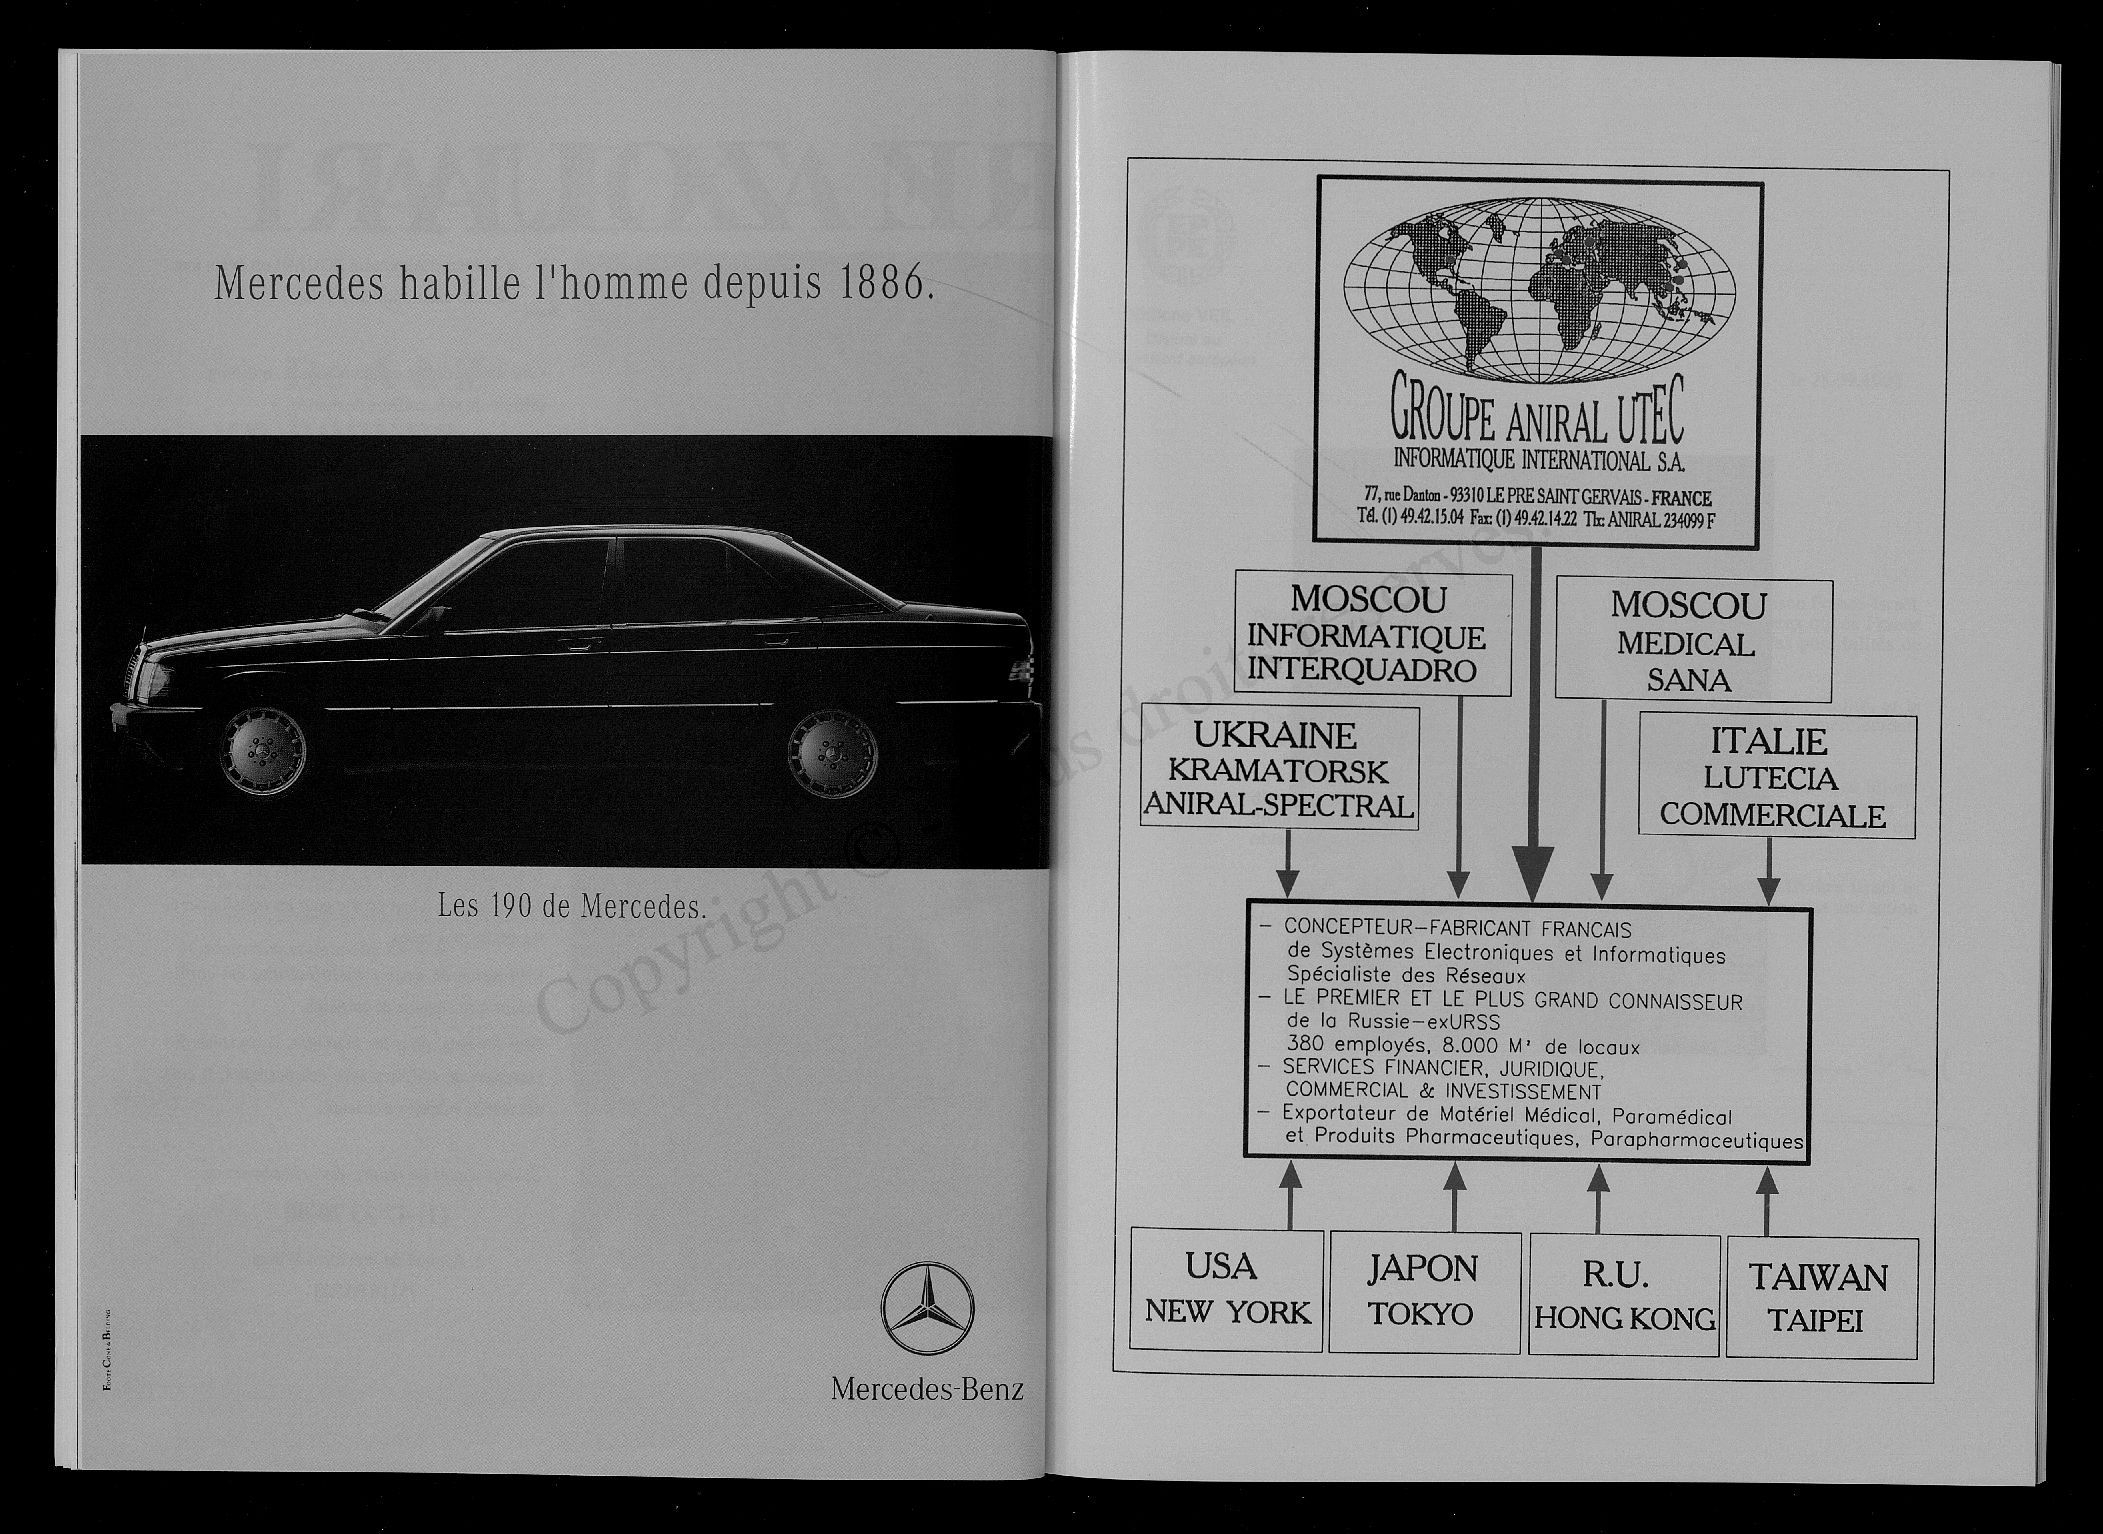 Mercedes habille l'homme depuis 1886.
Les 190 de Mercedes.
Mercedes-Benz
FOOTE CONE & BELDING
GROUPE ANIRAL UTEC
INFORMATIQUE INTERNATIONAL S.A.
77, rue Danton - 93310 LE PRE SAINT GERVAIS - FRANCE
Tél. (1) 49.42.15.04 Fax: (1) 49.42.14.22 Tlx: ANIRAL 234099 F
MOSCOU
INFORMATIQUE
INTERQUADRO
MOSCOU
MEDICAL
SANA
UKRAINE
KRAMATORSK
ANIRAL-SPECTRAL
ITALIE
LUTECIA
COMMERCIALE
- CONCEPTEUR-FABRICANT FRANCAIS
de Systèmes Electroniques et Informatiques
Spécialiste des Réseaux
- LE PREMIER ET LE PLUS GRAND CONNAISSEUR
de la Russie-exURSS
380 employés, 8.000 M² de locaux
- SERVICES FINANCIER, JURIDIQUE,
COMMERCIAL & INVESTISSEMENT
- Exportateur de Matériel Médical, Paramédical
et Produits Pharmaceutiques, Parapharmaceutiques
USA
NEW YORK
JAPON
TOKYO
R.U.
HONG KONG
TAIWAN
TAIPEI
Copyright ©